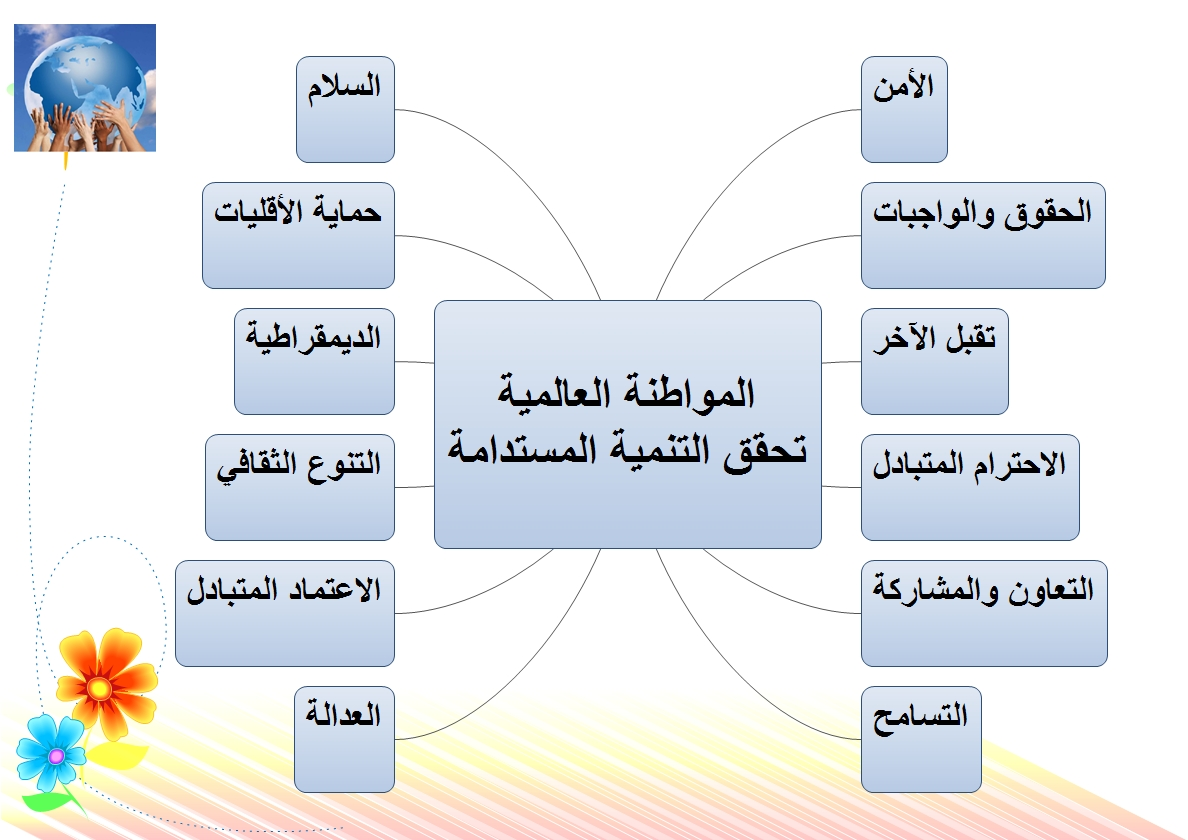 المواطنة العالمية
تحقق التنمية المستدامة
الأمن
الحقوق والواجبات
تقبل الآخر
الاحترام المتبادل
التعاون والمشاركة
التسامح
السلام
حماية الأقليات
الديمقراطية
التنوع الثقافي
الاعتماد المتبادل
العدالة